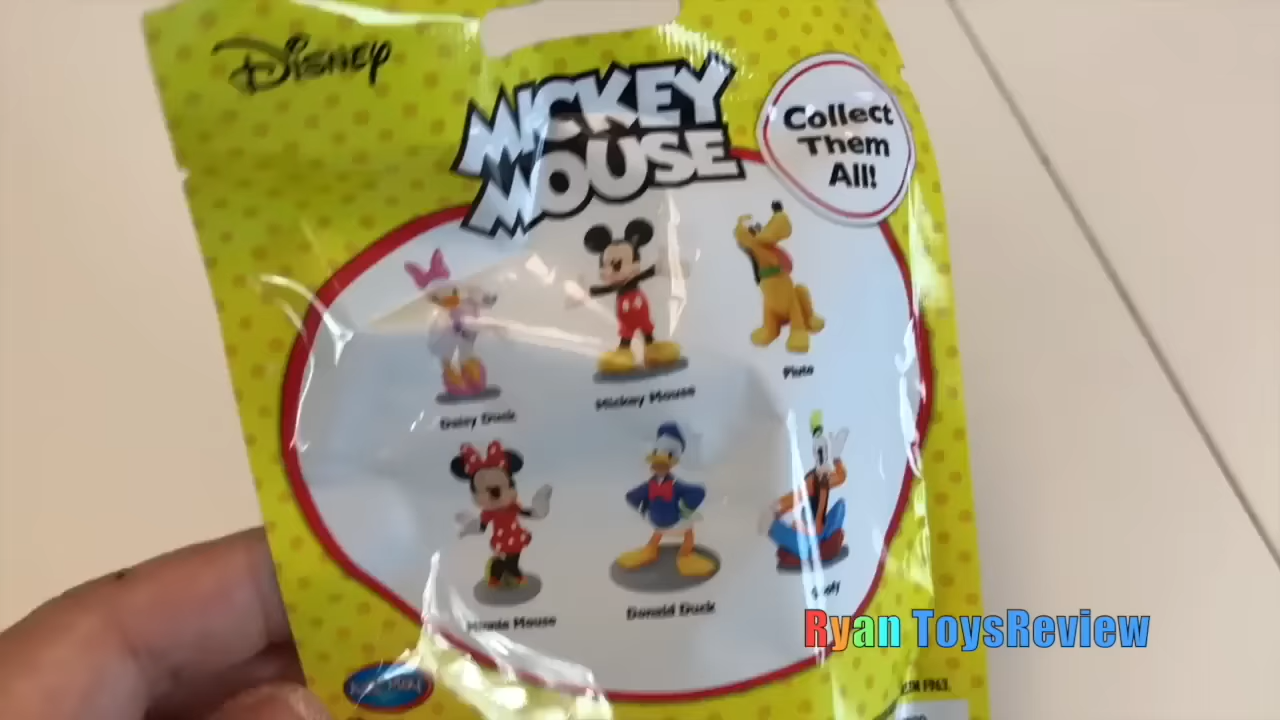 Disney
MICKEY
MOUSE
Collect
Them
All!
Daisy Duck
Mickey Mouse
Pluto
Minnie Mouse
Donald Duck
Goofy
Ryan ToysReview